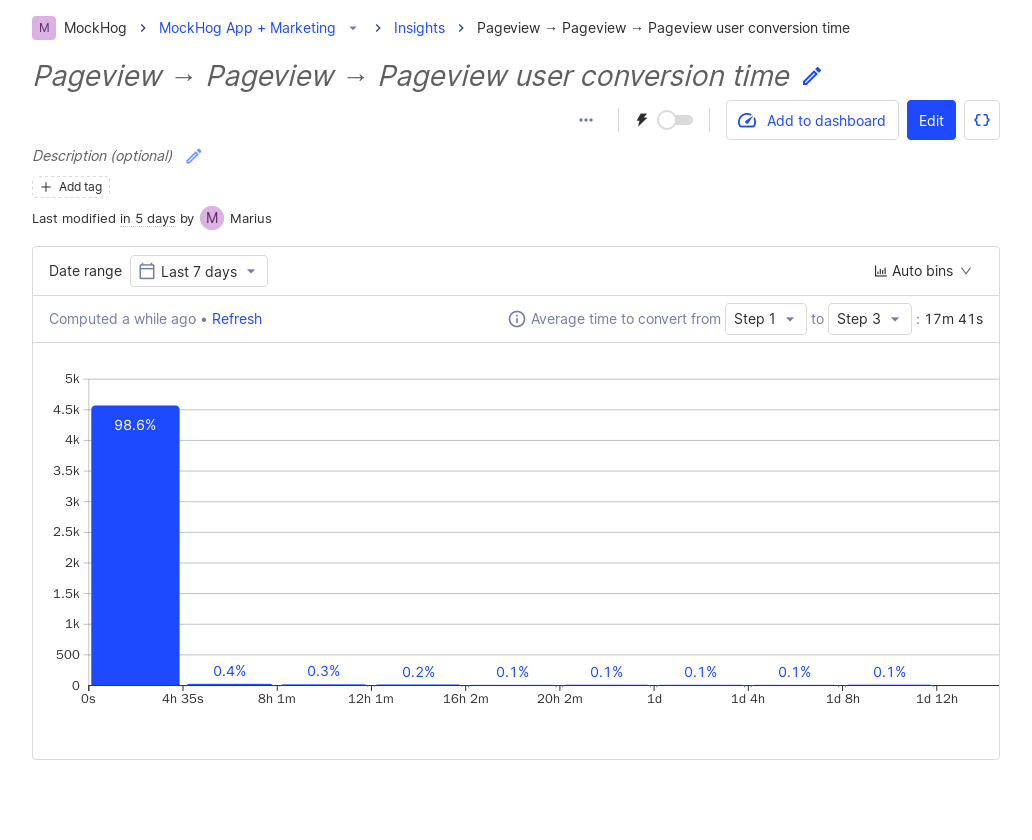 M MockHog MockHog App + Marketing Insights Pageview → Pageview → Pageview user conversion time
Pageview → Pageview → Pageview user conversion time
Add to dashboard Edit {}
Description (optional)
+ Add tag
Last modified in 5 days by M Marius
Date range Last 7 days Auto bins
Computed a while ago • Refresh Average time to convert from Step 1 to Step 3 : 17m 41s
5k
4.5k
98.6%
4k
3.5k
3k
2.5k
2k
1.5k
1k
500
0.4% 0.3% 0.2% 0.1% 0.1% 0.1% 0.1% 0.1%
0
0s 4h 35s 8h 1m 12h 1m 16h 2m 20h 2m 1d 1d 4h 1d 8h 1d 12h